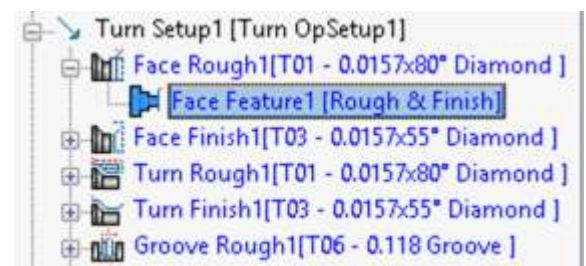 Turn Setup1 [Turn OpSetup1]
Face Rough1[T01 - 0.0157x80° Diamond ]
Face Feature1 [Rough & Finish]
Face Finish1[T03 - 0.0157x55° Diamond ]
Turn Rough1[T01 - 0.0157x80° Diamond ]
Turn Finish1[T03 - 0.0157x55° Diamond ]
Groove Rough1[T06 - 0.118 Groove ]